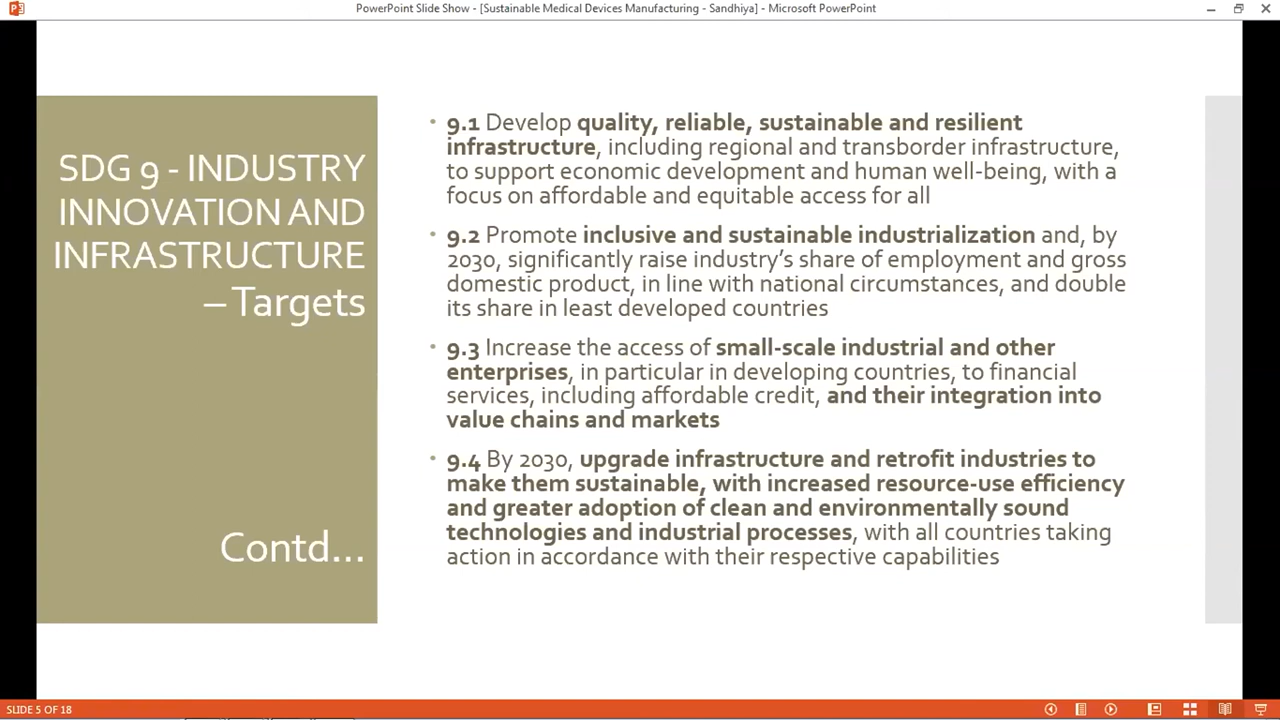 PowerPoint Slide Show - [Sustainable Medical Devices Manufacturing - Sandhiya] - Microsoft PowerPoint
SDG 9 - INDUSTRY
INNOVATION AND
INFRASTRUCTURE
– Targets
Contd...
• 9.1 Develop quality, reliable, sustainable and resilient
infrastructure, including regional and transborder infrastructure,
to support economic development and human well-being, with a
focus on affordable and equitable access for all
• 9.2 Promote inclusive and sustainable industrialization and, by
2030, significantly raise industry’s share of employment and gross
domestic product, in line with national circumstances, and double
its share in least developed countries
• 9.3 Increase the access of small-scale industrial and other
enterprises, in particular in developing countries, to financial
services, including affordable credit, and their integration into
value chains and markets
• 9.4 By 2030, upgrade infrastructure and retrofit industries to
make them sustainable, with increased resource-use efficiency
and greater adoption of clean and environmentally sound
technologies and industrial processes, with all countries taking
action in accordance with their respective capabilities
SLIDE 5 OF 18